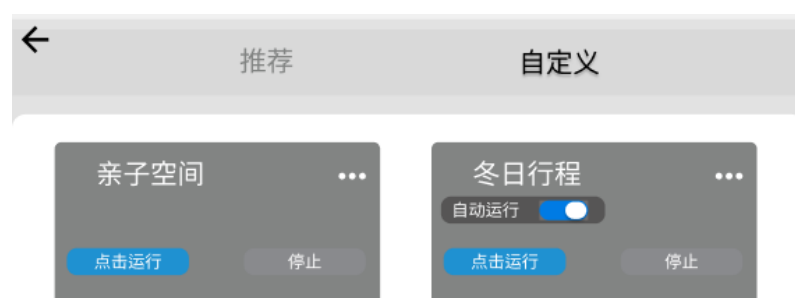 推荐 自定义
亲子空间
点击运行 停止
冬日行程
自动运行
点击运行 停止